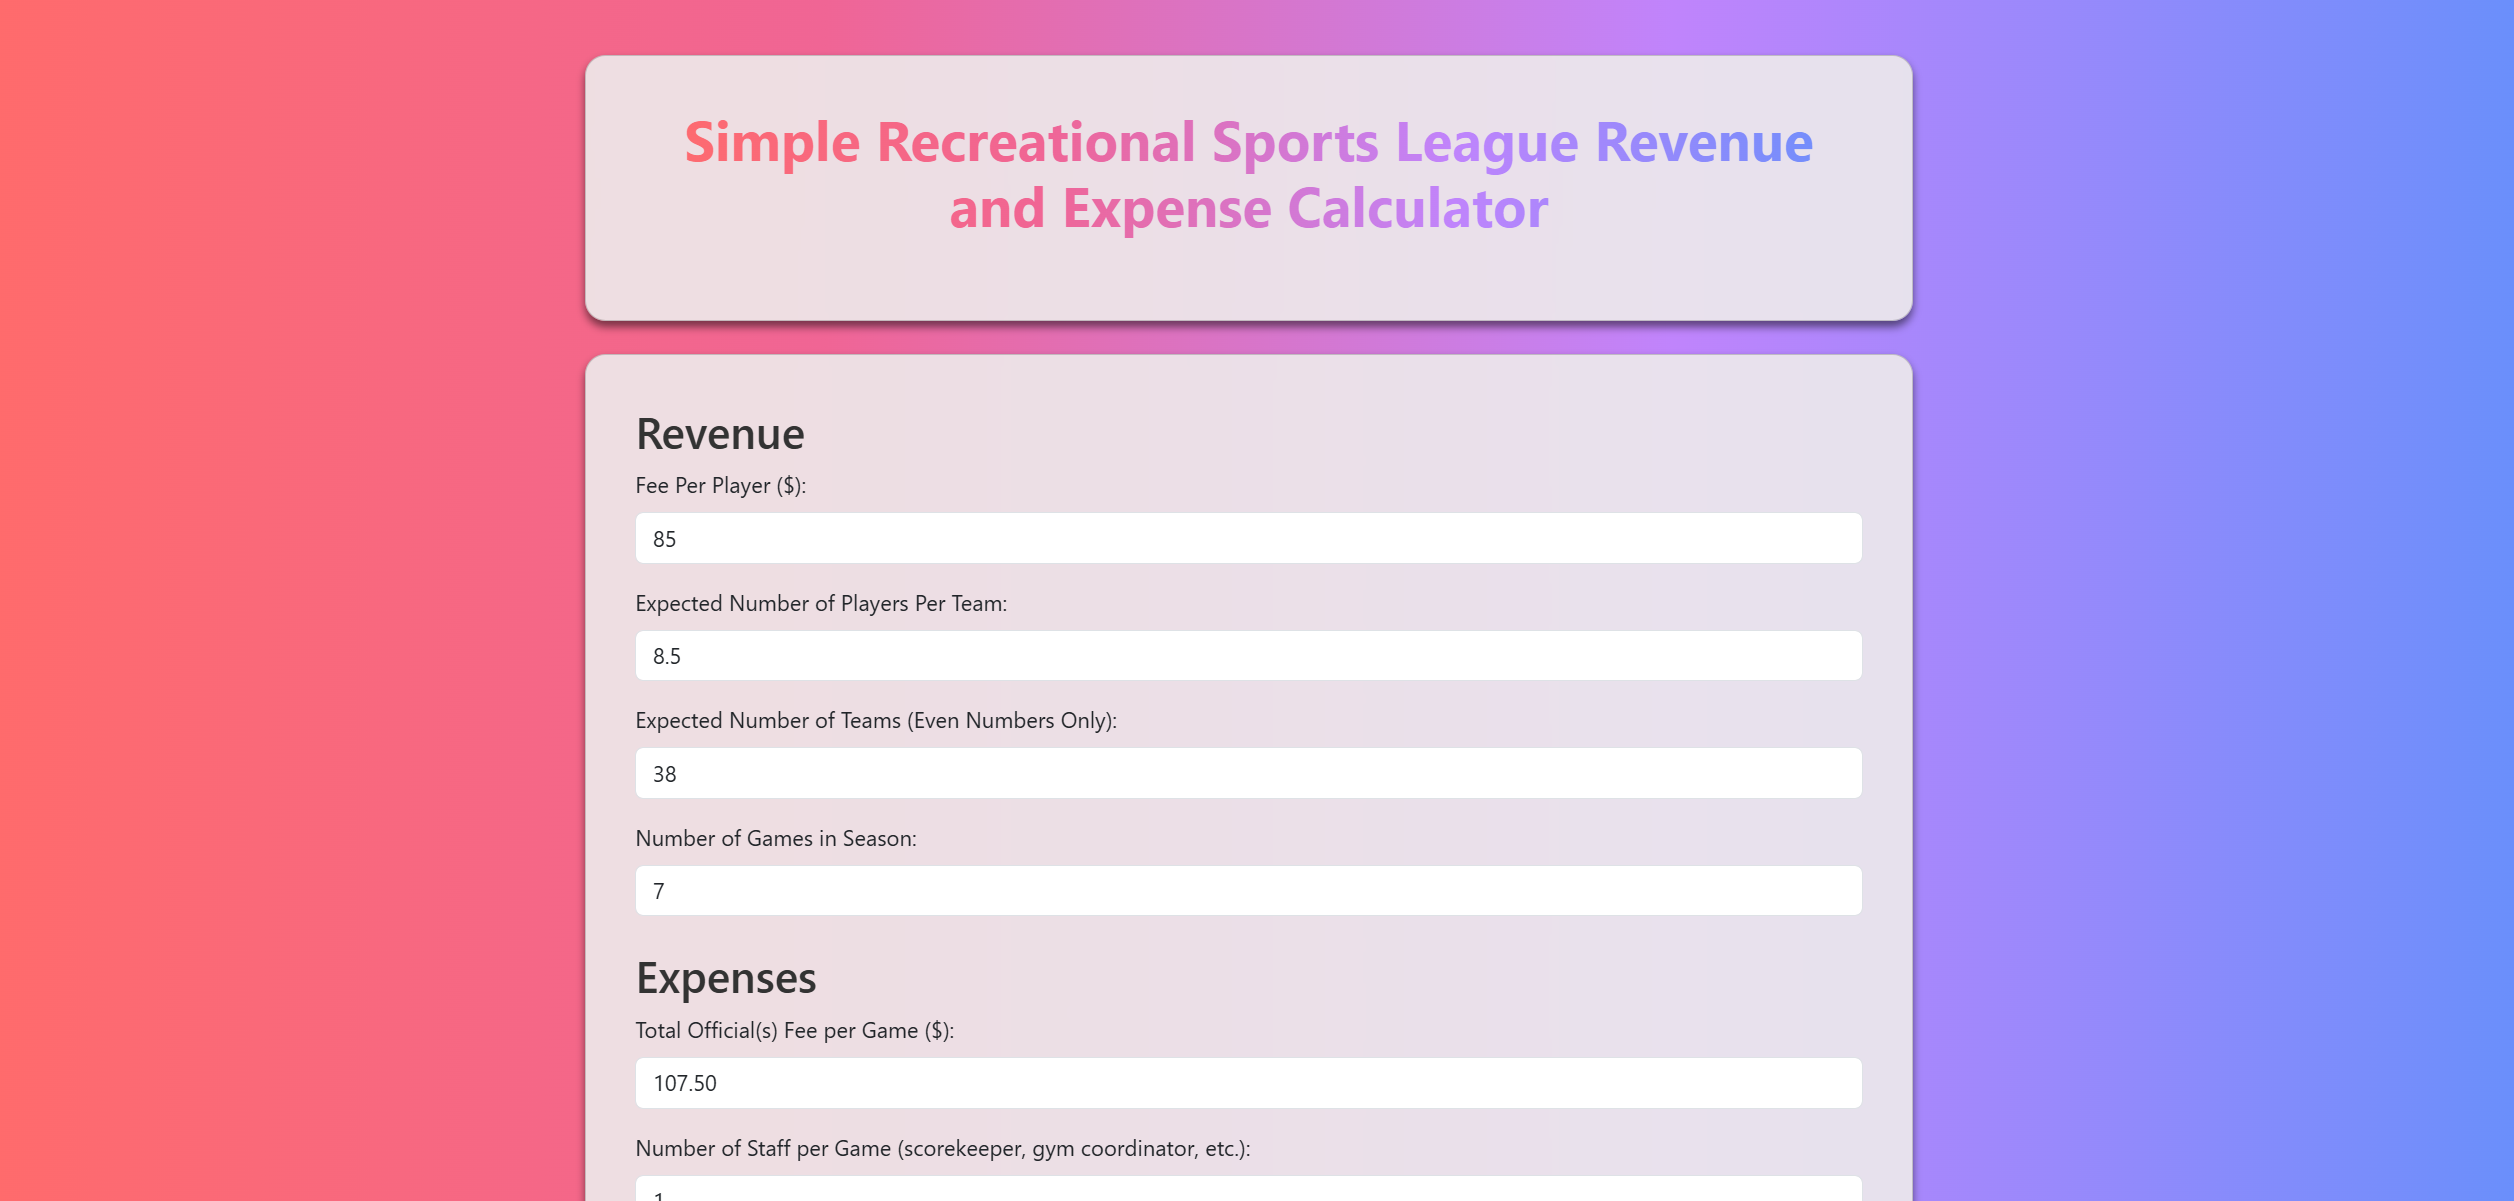 Simple Recreational Sports League Revenue
and Expense Calculator
Revenue
Fee Per Player ($):
85
Expected Number of Players Per Team:
8.5
Expected Number of Teams (Even Numbers Only):
38
Number of Games in Season:
7
Expenses
Total Official(s) Fee per Game ($):
107.50
Number of Staff per Game (scorekeeper, gym coordinator, etc.):
1